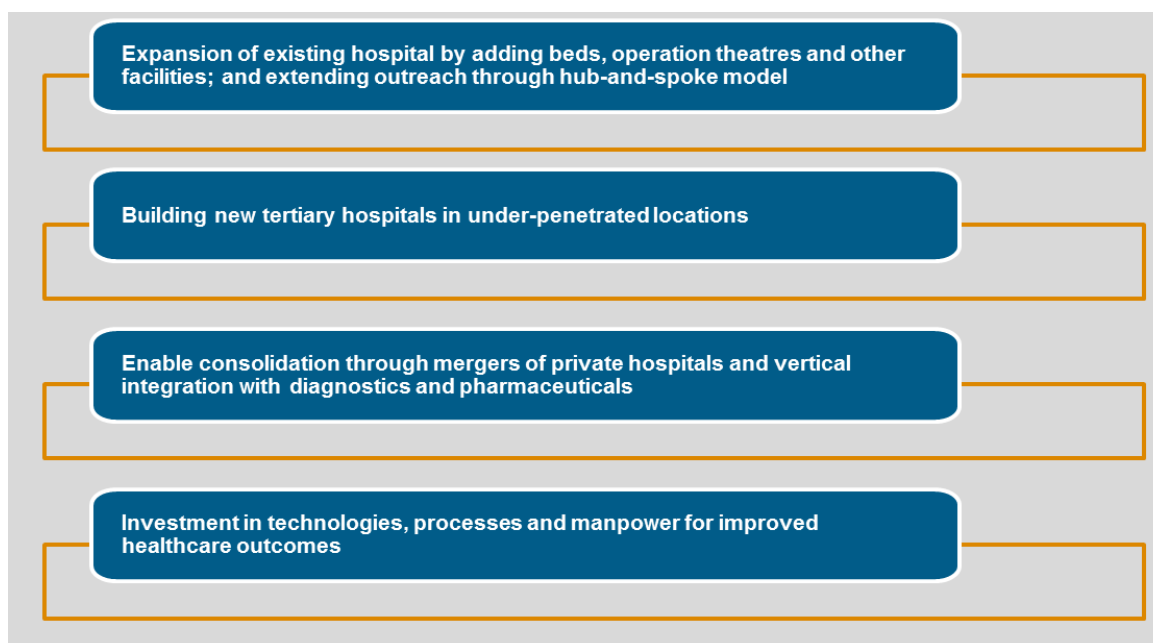 Expansion of existing hospital by adding beds, operation theatres and other
facilities; and extending outreach through hub-and-spoke model
Building new tertiary hospitals in under-penetrated locations
Enable consolidation through mergers of private hospitals and vertical
integration with diagnostics and pharmaceuticals
Investment in technologies, processes and manpower for improved
healthcare outcomes